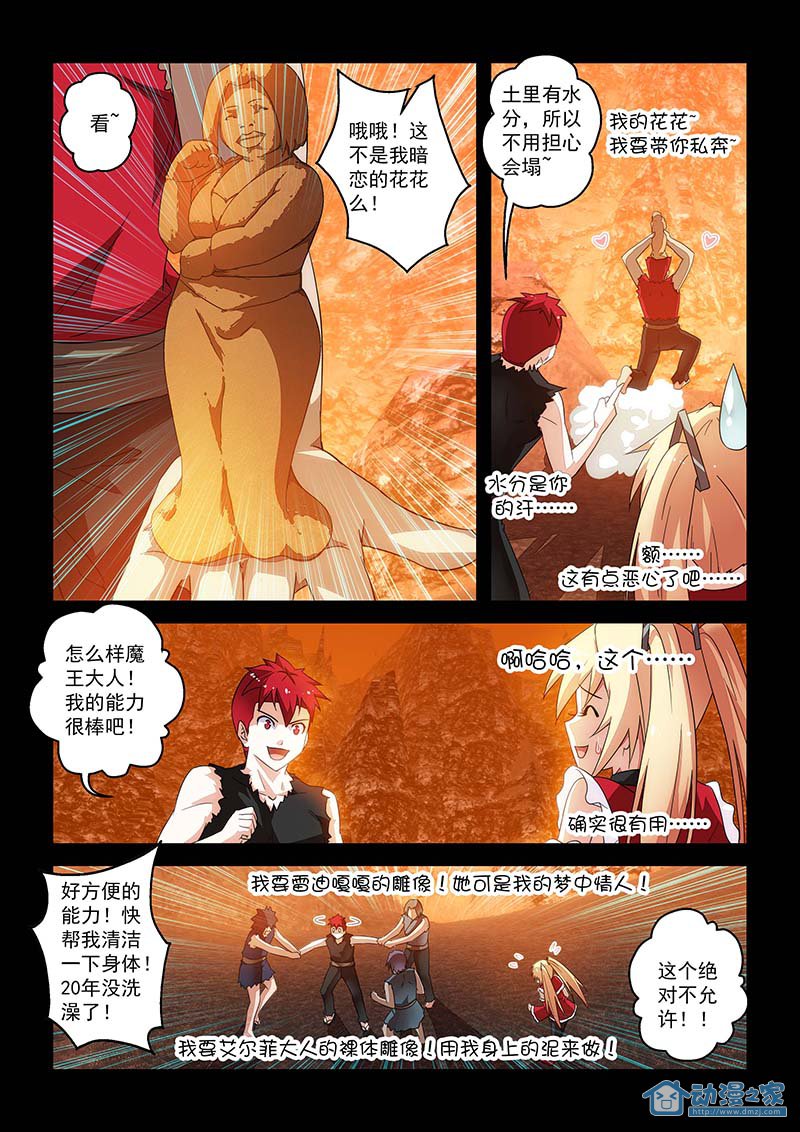 看~
哦哦！这
不是我暗
恋的花花
么！
土里有水
分，所以
不用担心
会塌~
我的花花~
我要带你私奔~
水分是你
的汗……
额……
这有点恶心了吧……
怎么样魔
王大人！
我的能力
很棒吧！
啊哈哈，这个……
确实很有用……
好方便的
能力！快
帮我清洁
一下身体！
20年没洗
澡了！
我要雷迪嘎嘎的雕像！她可是我的梦中情人！
这个绝
对不允
许！！
我要艾尔菲大人的裸体雕像！用我身上的泥来做！
动漫之家
http://www.dmzj.com